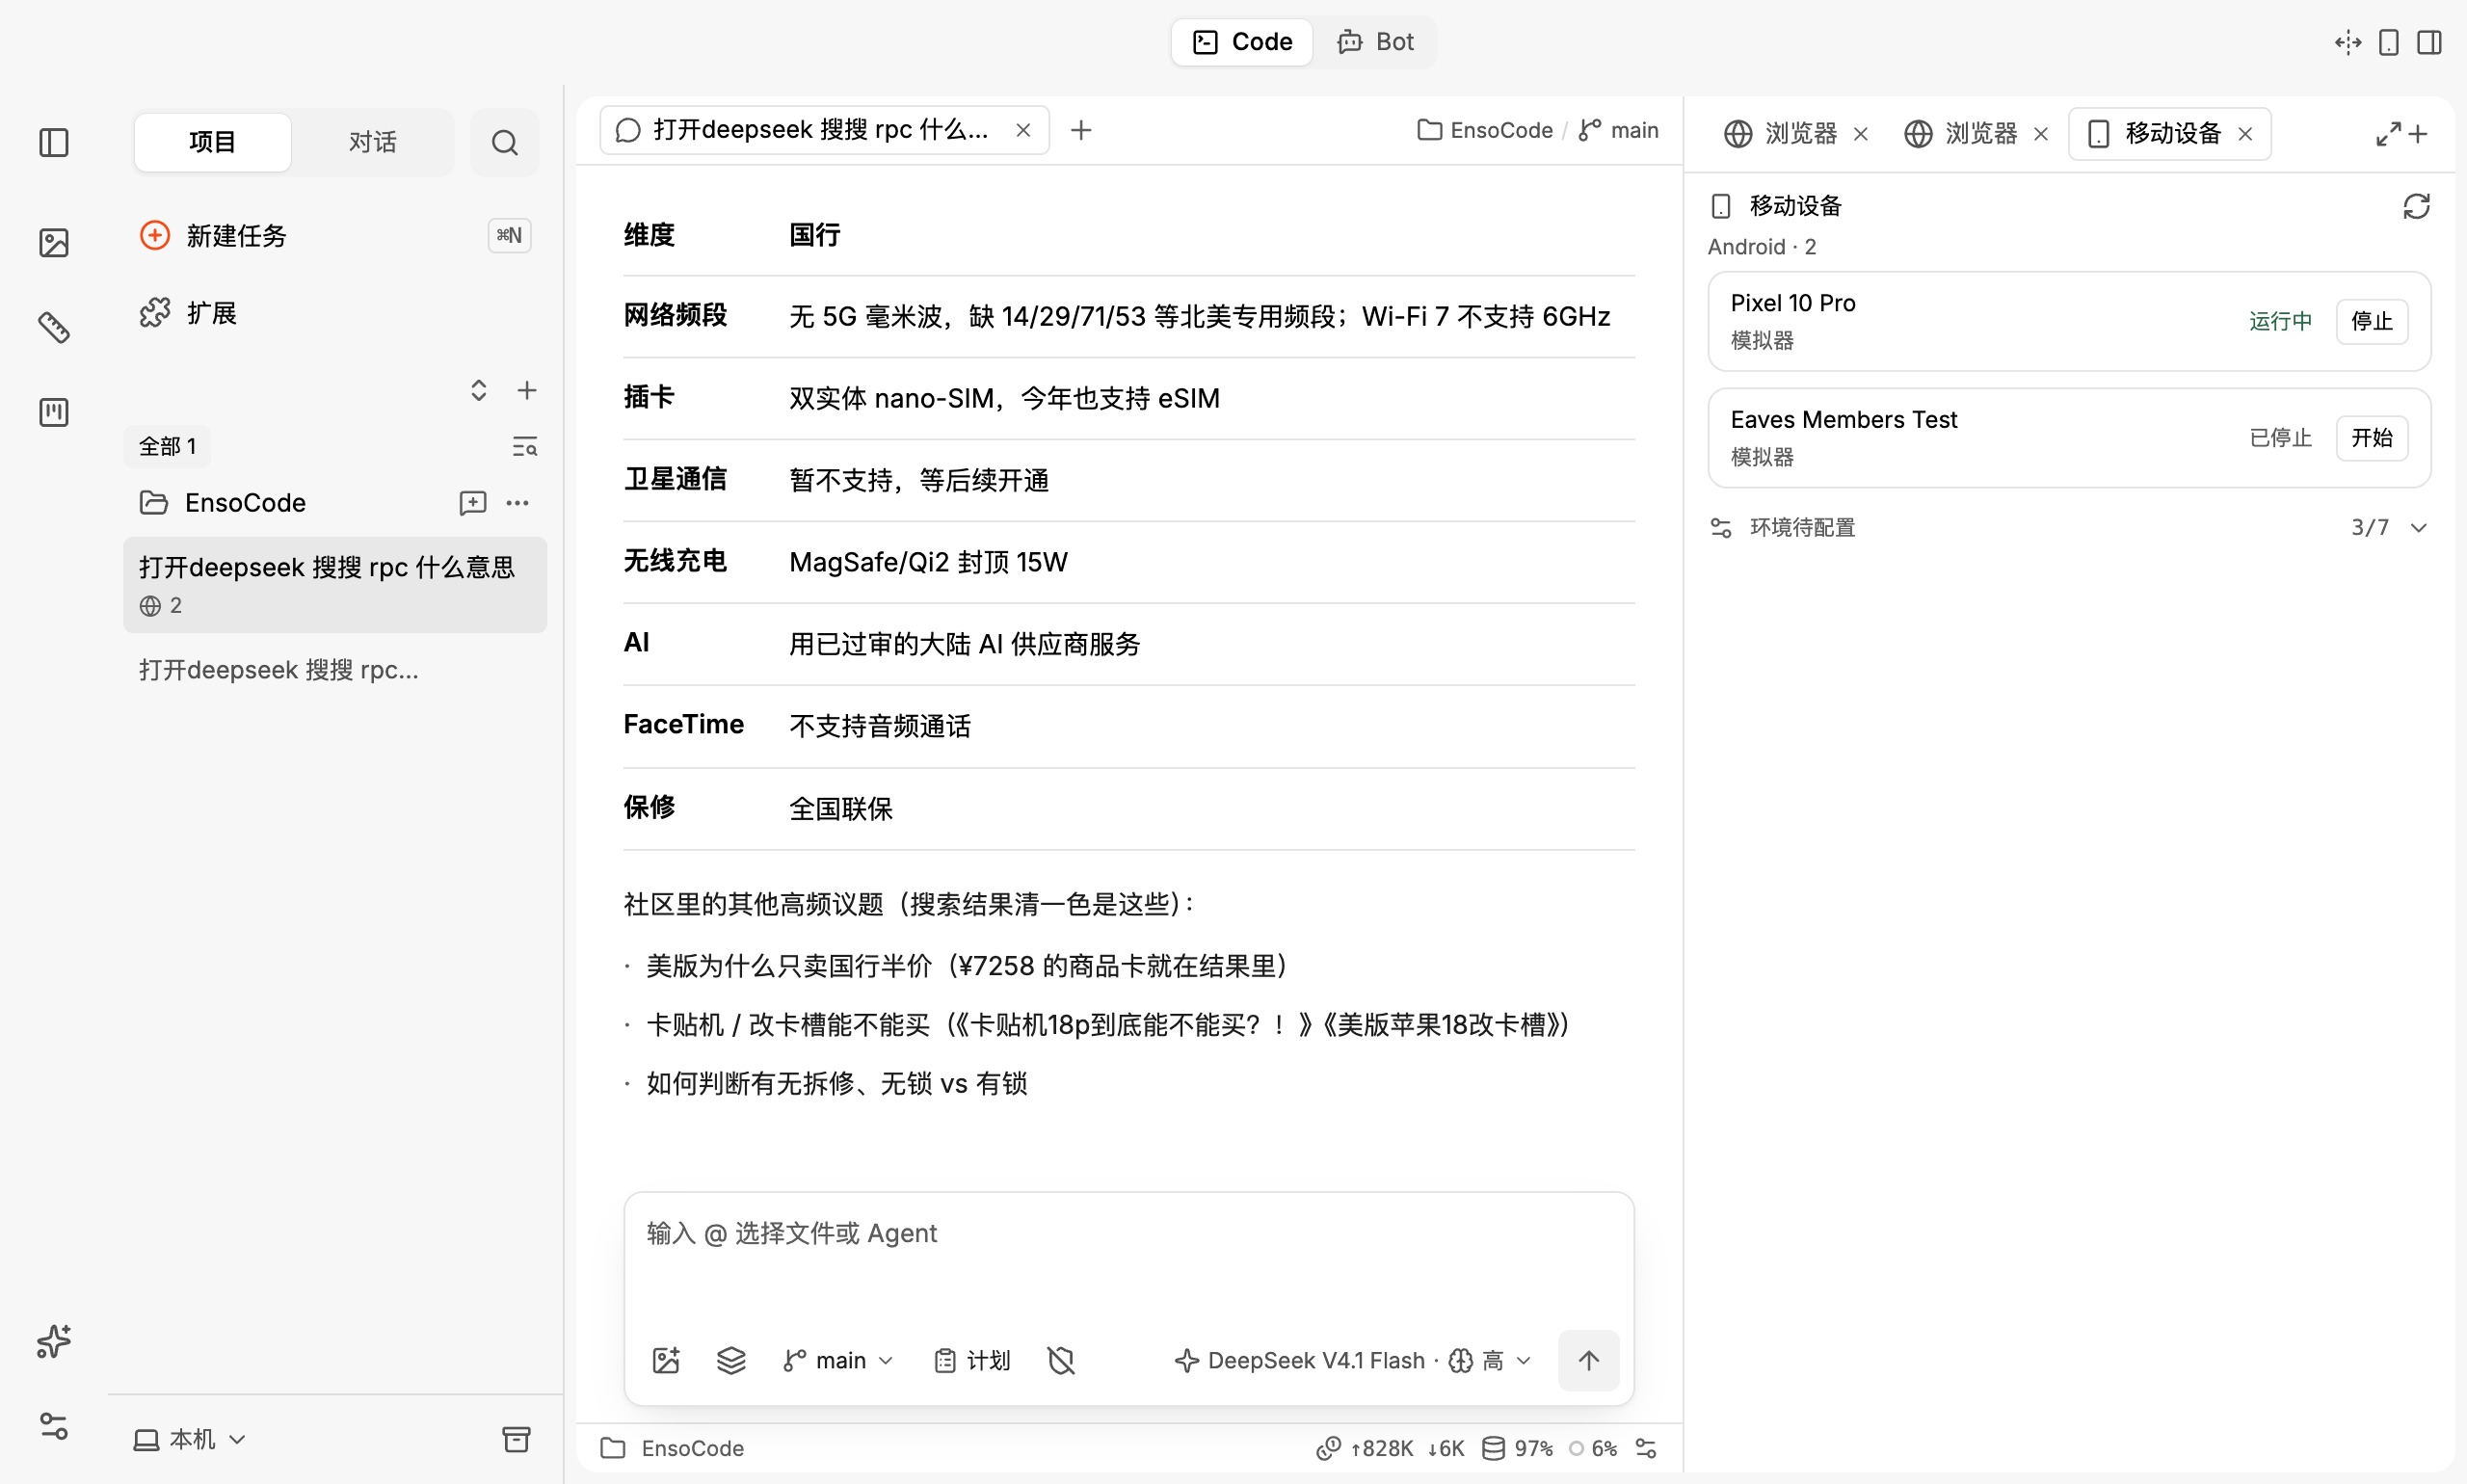 Code
Bot
项目
对话
新建任务
⌘N
扩展
全部 1
EnsoCode
打开deepseek 搜搜 rpc 什么意思
2
打开deepseek 搜搜 rpc...
本机
打开deepseek 搜搜 rpc 什么...
EnsoCode / main
维度 国行
网络频段 无 5G 毫米波，缺 14/29/71/53 等北美专用频段；Wi-Fi 7 不支持 6GHz
插卡 双实体 nano-SIM，今年也支持 eSIM
卫星通信 暂不支持，等后续开通
无线充电 MagSafe/Qi2 封顶 15W
AI 用已过审的大陆 AI 供应商服务
FaceTime 不支持音频通话
保修 全国联保
社区里的其他高频议题（搜索结果清一色是这些）：
· 美版为什么只卖国行半价（¥7258 的商品卡就在结果里）
· 卡贴机 / 改卡槽能不能买（《卡贴机18p到底能不能买？！》《美版苹果18改卡槽》）
· 如何判断有无拆修、无锁 vs 有锁
输入 @ 选择文件或 Agent
main 计划 DeepSeek V4.1 Flash · 高
EnsoCode ↑828K ↓6K 97% 6%
浏览器 浏览器 移动设备
移动设备
Android · 2
Pixel 10 Pro
模拟器
运行中 停止
Eaves Members Test
模拟器
已停止 开始
环境待配置 3/7